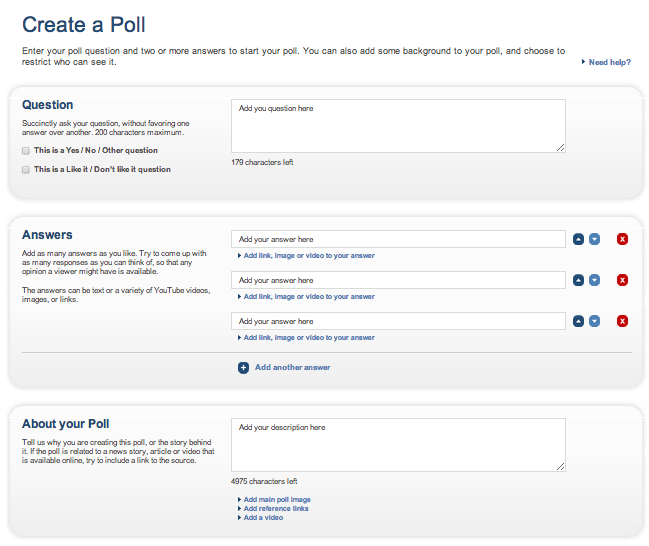 Create a Poll
Enter your poll question and two or more answers to start your poll. You can also add some background to your poll, and choose to
restrict who can see it.
Need help?
Question
Succinctly ask your question, without favoring one
answer over another. 200 characters maximum.
This is a Yes / No / Other question
This is a Like it / Don't like it question
Add you question here
179 characters left
Answers
Add as many answers as you like. Try to come up with
as many responses as you can think of, so that any
opinion a viewer might have is available.
The answers can be text or a variety of YouTube videos,
images, or links.
Add your answer here
x
Add link, image or video to your answer
Add your answer here
x
Add link, image or video to your answer
Add your answer here
x
Add link, image or video to your answer
+ Add another answer
About your Poll
Tell us why you are creating this poll, or the story behind
it. If the poll is related to a news story, article or video that
is available online, try to include a link to the source.
Add your description here
4975 characters left
Add main poll image
Add reference links
Add a video